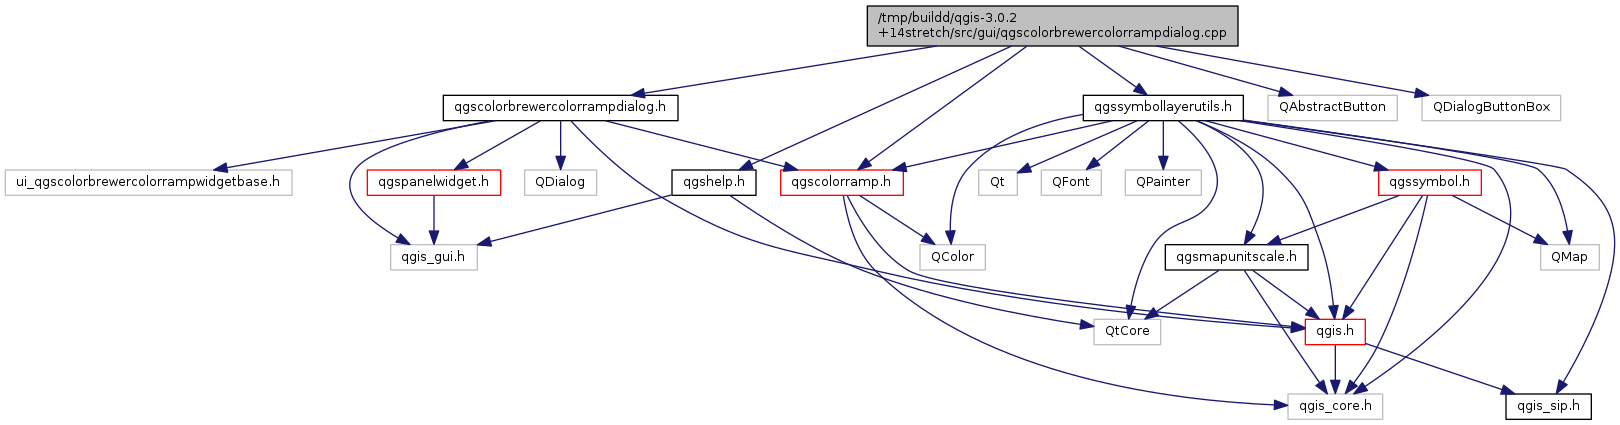 /tmp/buildd/qgis-3.0.2
+14stretch/src/gui/qgscolorbrewercolorrampdialog.cpp
qgscolorbrewercolorrampdialog.h
qgssymbollayerutils.h
QAbstractButton
QDialogButtonBox
ui_qgscolorbrewercolorrampwidgetbase.h
qgspanelwidget.h
QDialog
qgshelp.h
qgscolorramp.h
Qt
QFont
QPainter
qgssymbol.h
qgis_gui.h
QColor
qgsmapunitscale.h
QMap
QtCore
qgis.h
qgis_core.h
qgis_sip.h